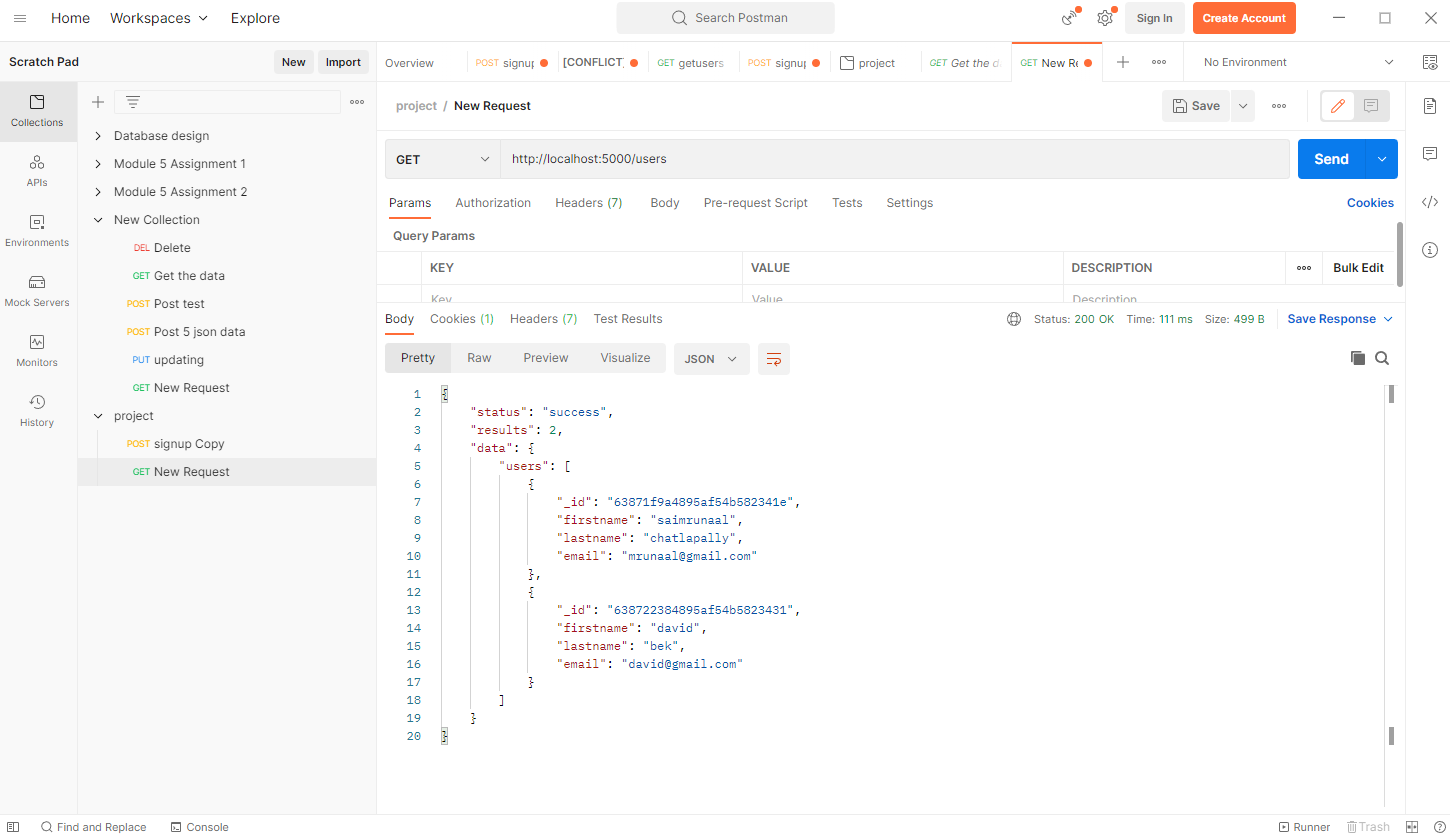 Home Workspaces Explore Search Postman Sign In Create Account
Scratch Pad New Import Overview POST signup [CONFLICT] GET getusers POST signup project GET Get the d GET New Re No Environment
project / New Request Save
Collections
APIs
Environments
Mock Servers
Monitors
History
Database design
Module 5 Assignment 1
Module 5 Assignment 2
New Collection
DEL Delete
GET Get the data
POST Post test
POST Post 5 json data
PUT updating
GET New Request
project
POST signup Copy
GET New Request
GET http://localhost:5000/users Send
Params Authorization Headers (7) Body Pre-request Script Tests Settings Cookies
Query Params
KEY VALUE DESCRIPTION Bulk Edit
Key Value Description
Body Cookies (1) Headers (7) Test Results Status: 200 OK Time: 111 ms Size: 499 B Save Response
Pretty Raw Preview Visualize JSON
1 {
2 "status": "success",
3 "results": 2,
4 "data": {
5 "users": [
6 {
7 "_id": "63871f9a4895af54b582341e",
8 "firstname": "saimrunaal",
9 "lastname": "chatlapally",
10 "email": "mrunaal@gmail.com"
11 },
12 {
13 "_id": "638722384895af54b5823431",
14 "firstname": "david",
15 "lastname": "bek",
16 "email": "david@gmail.com"
17 }
18 ]
19 }
20 }
Find and Replace Console Runner Trash